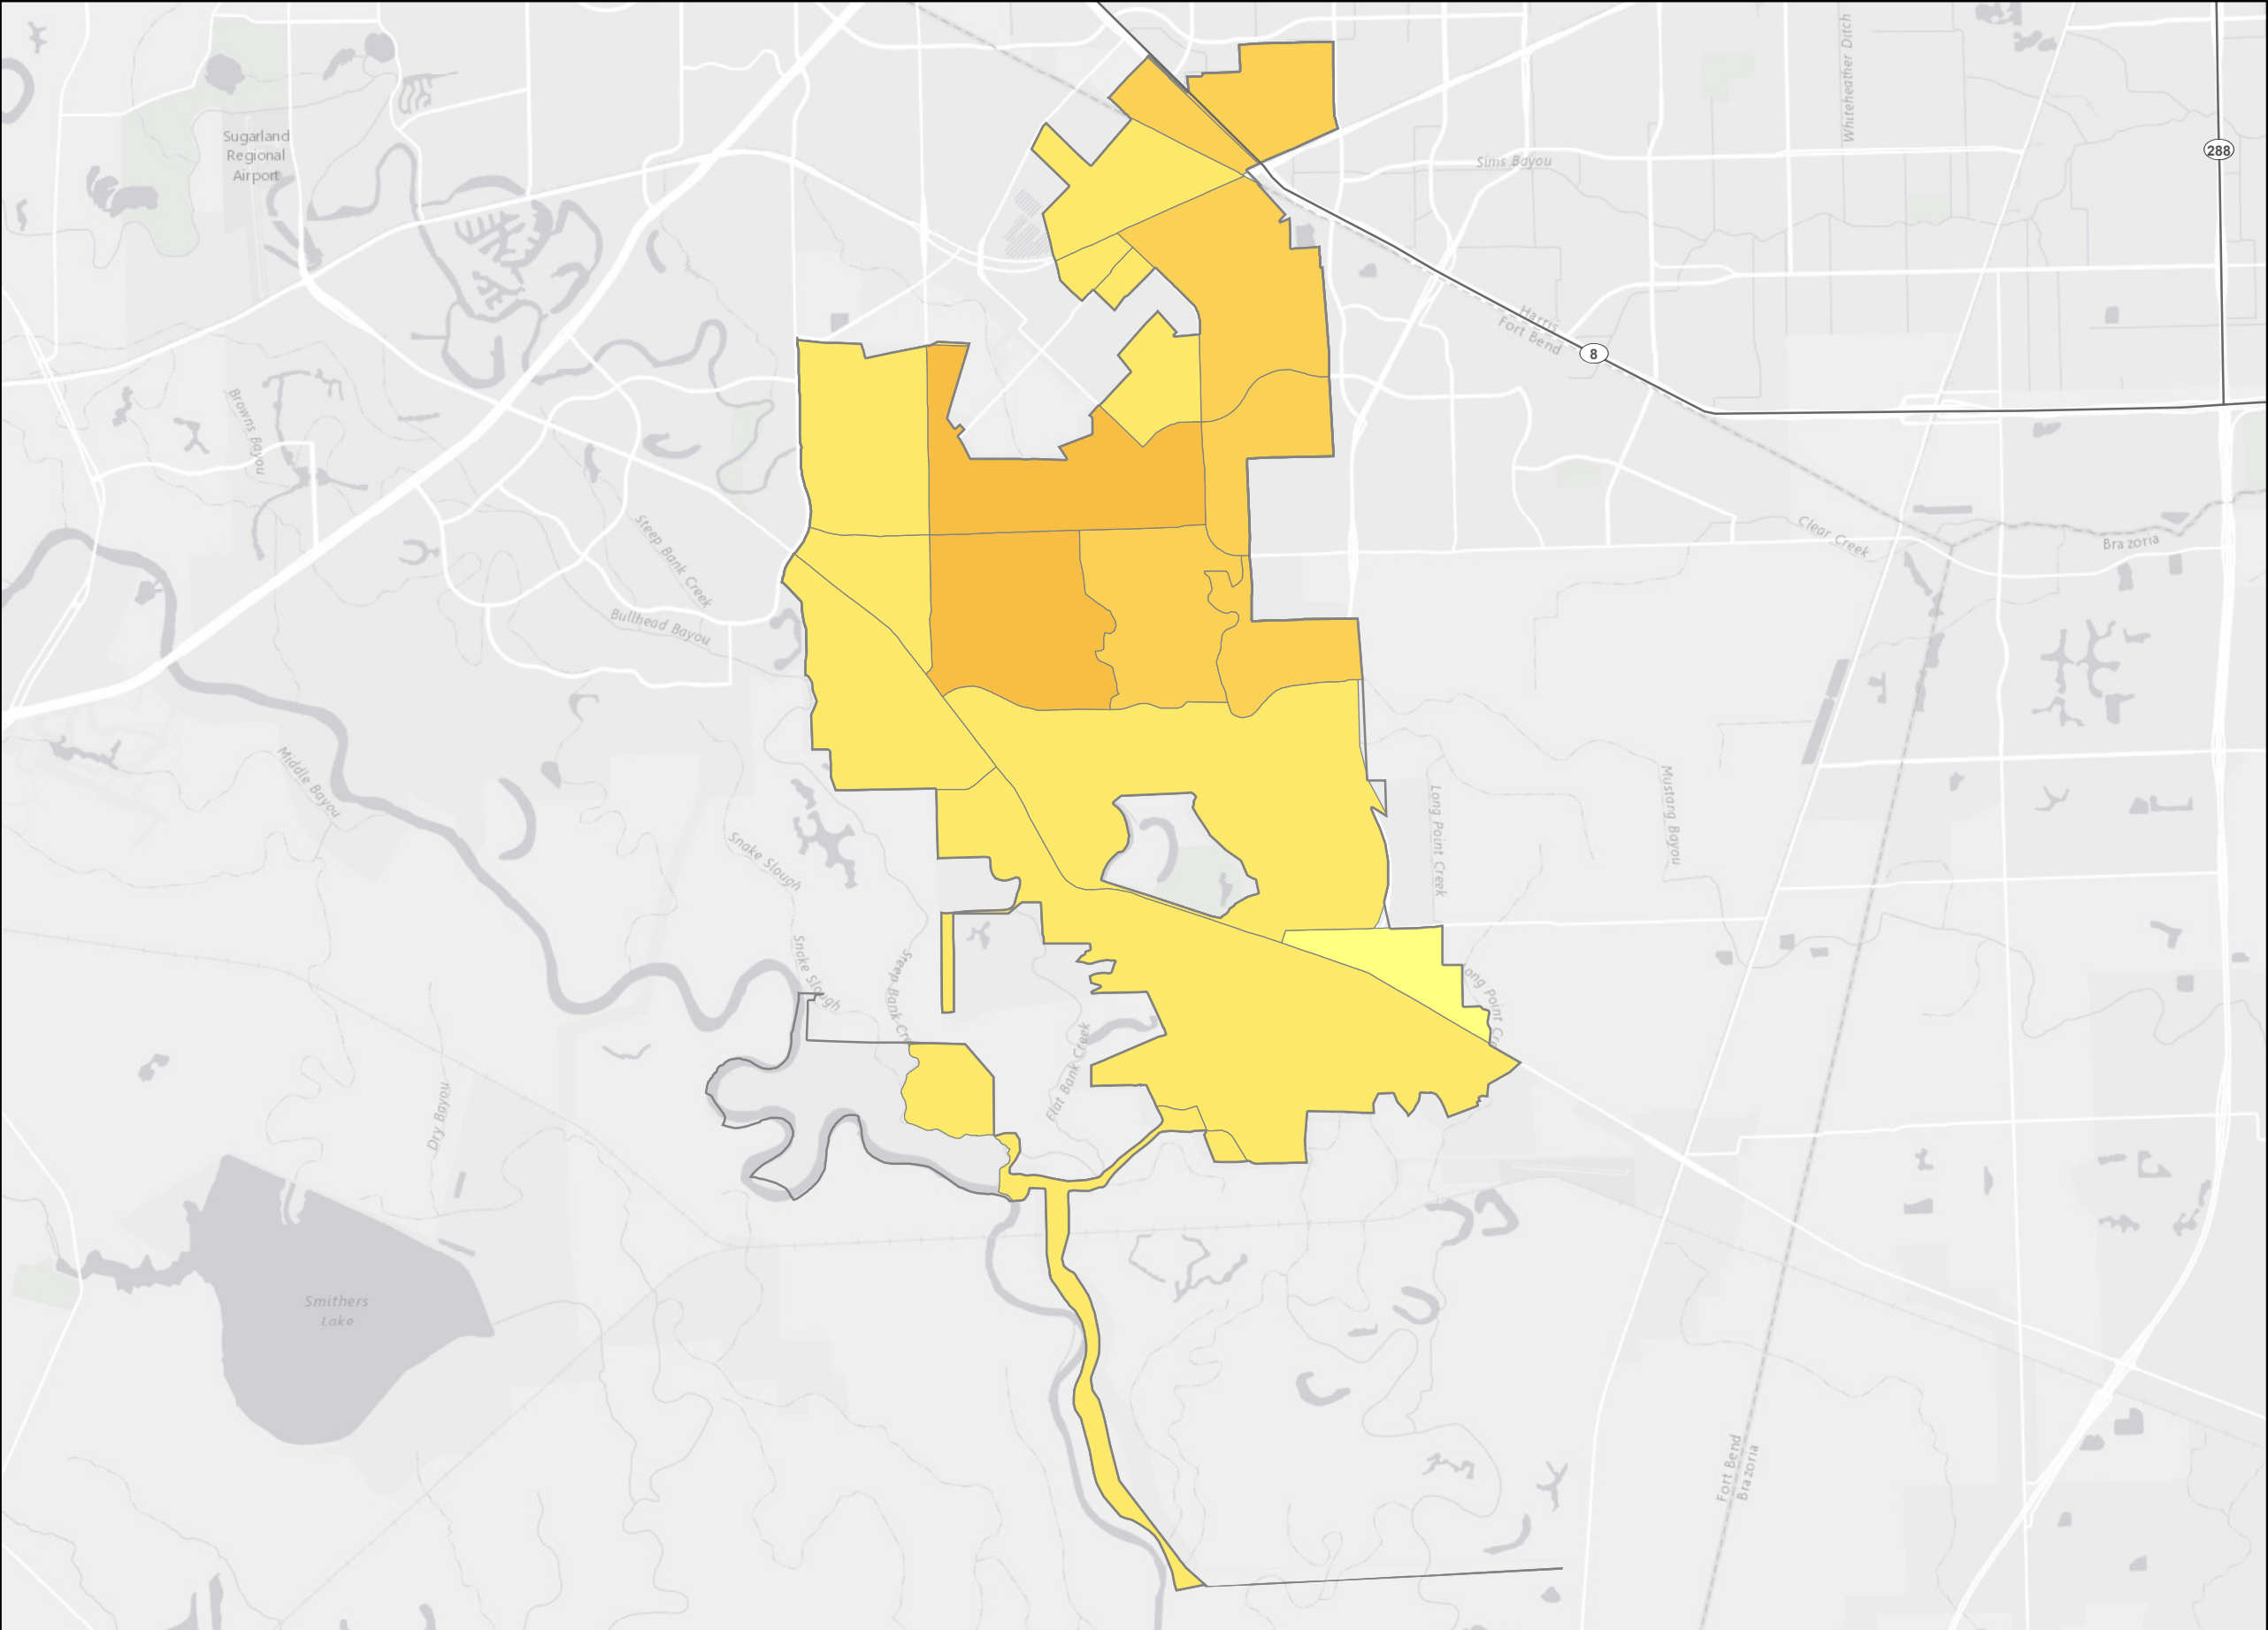 Whiteheather Ditch
Sugarland
Regional
Airport
288
Sims Bayou
Harris
Fort Bend
8
Browns Bayou
Steep Bank Creek
Clear Creek
Brazoria
Bullhead Bayou
Middle Bayou
Mustang Bayou
Long Point Creek
Snake Slough
Snake Slough
Steep Bank Cre
Long Point Cre
Flat Bank Creek
Dry Bayou
Smithers
Lake
Fort Bend
Brazoria